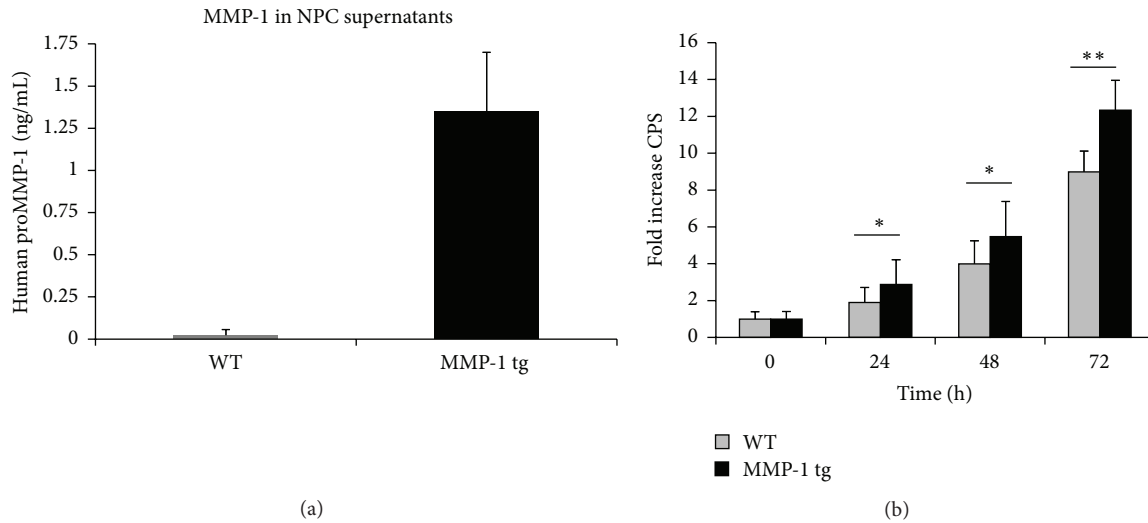 MMP-1 in NPC supernatants
Human proMMP-1 (ng/mL)
1.75
1.5
1.25
1
0.75
0.5
0.25
0
WT
MMP-1 tg
(a)
Fold increase CPS
16
14
12
10
8
6
4
2
0
*
*
**
0
24
48
72
Time (h)
WT
MMP-1 tg
(b)